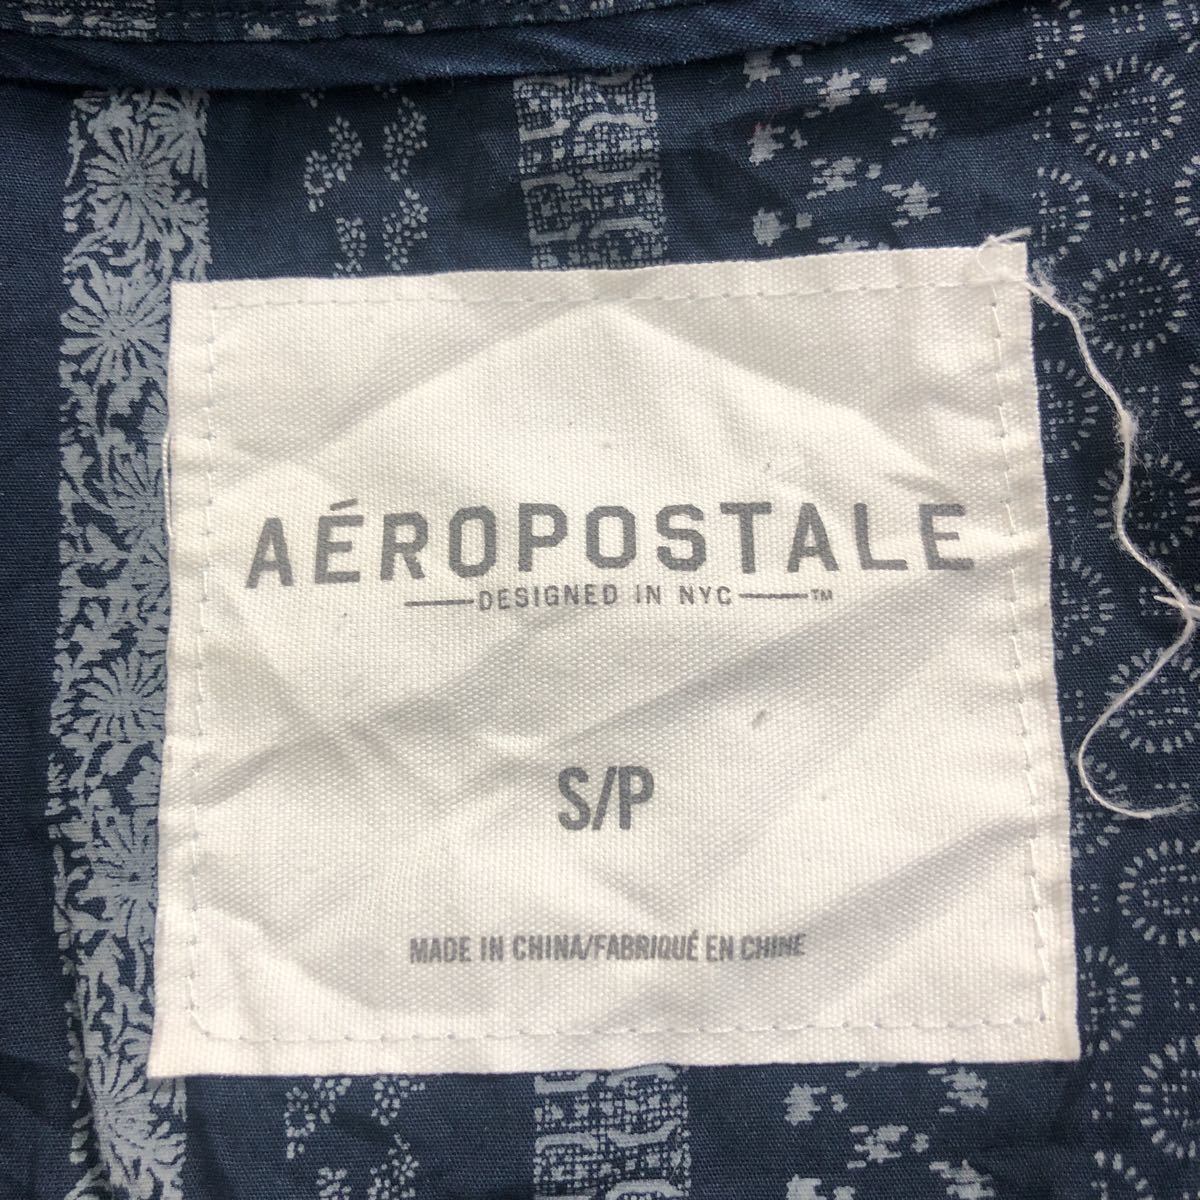 AÉROPOSTALE
DESIGNED IN NYC ™
S/P
MADE IN CHINA/FABRIQUÉ EN CHINE